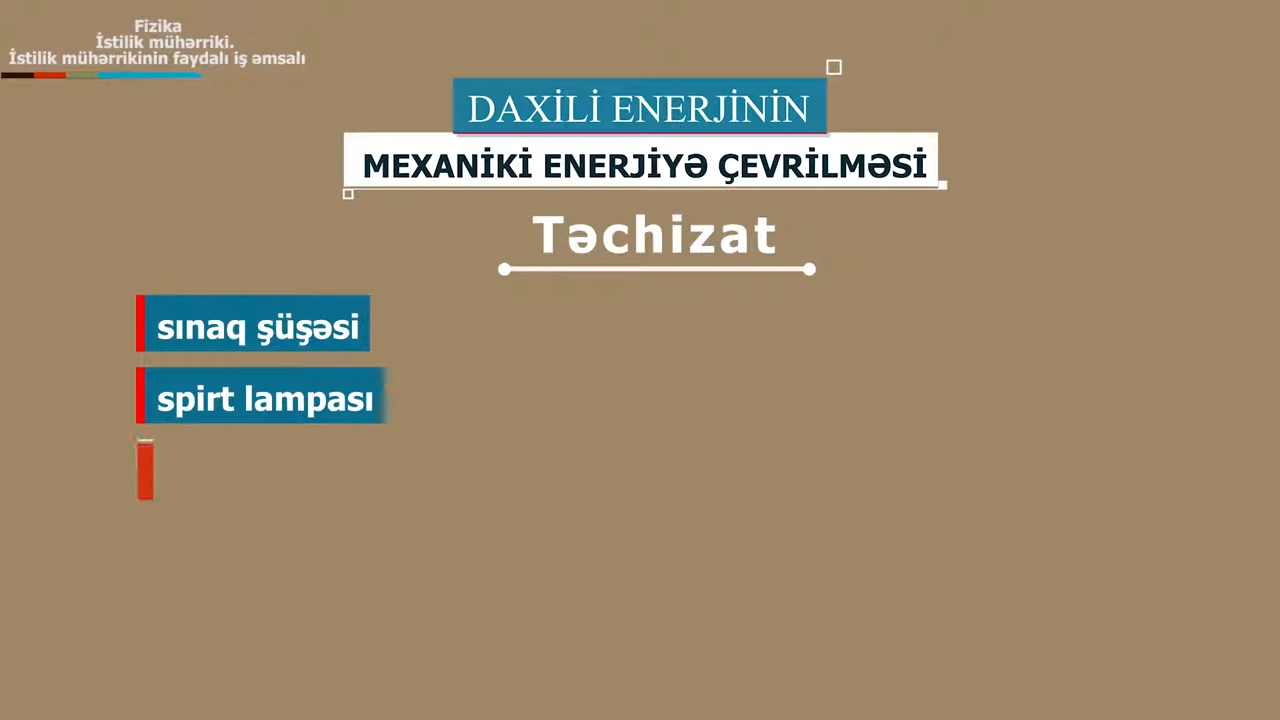 Fizika
İstilik mühərriki.
İstilik mühərrikinin faydalı iş əmsalı
DAXİLİ ENERJİNİN
MEXANİKİ ENERJİYƏ ÇEVRİLMƏSİ
Təchizat
sınaq şüşəsi
spirt lampası